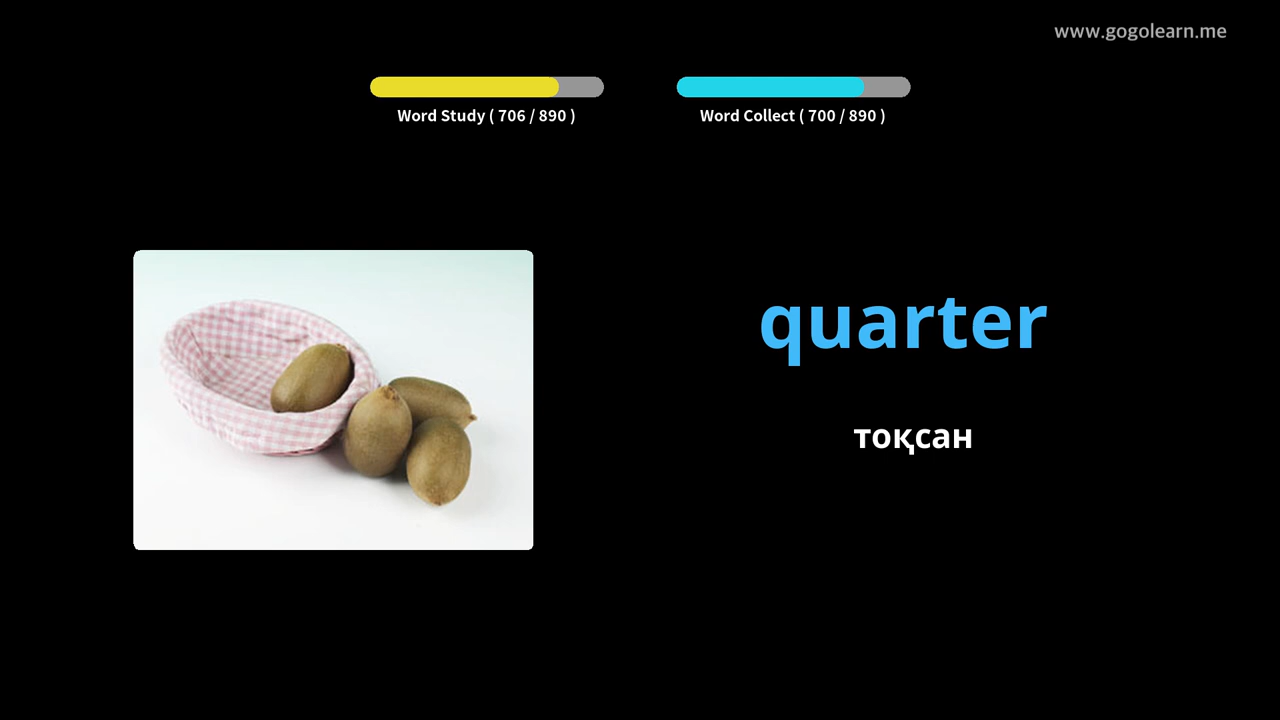 www.gogolearn.me
Word Study ( 706 / 890 )
Word Collect ( 700 / 890 )
quarter
тоқсан